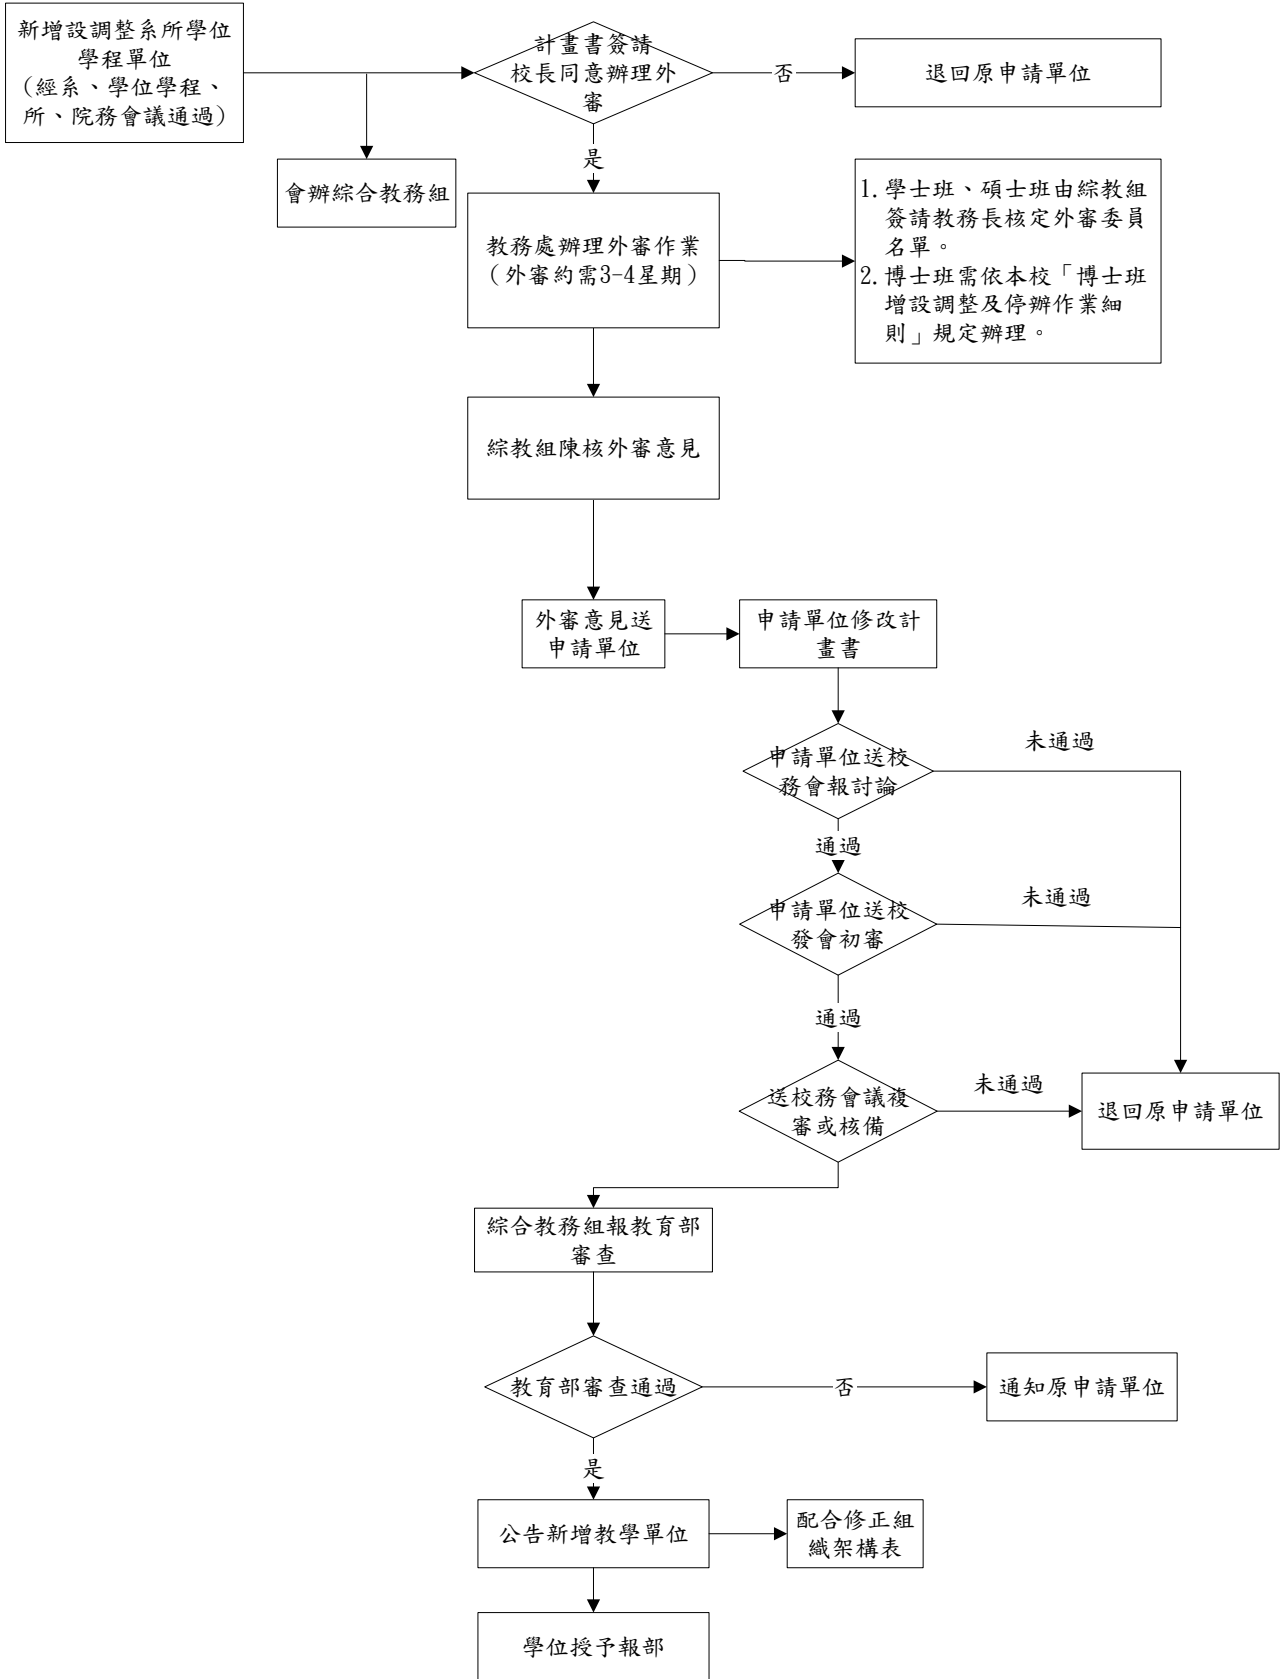 新增設調整系所學位
學程單位
(經系、學位學程、
所、院務會議通過)
計畫書簽請
校長同意辦理外
審
否
退回原申請單位
是
會辦綜合教務組
教務處辦理外審作業
(外審約需3-4星期)
1.學士班、碩士班由綜教組
簽請教務長核定外審委員
名單。
2.博士班需依本校「博士班
增設調整及停辦作業細
則」規定辦理。
綜教組陳核外審意見
外審意見送
申請單位
申請單位修改計
畫書
申請單位送校
務會報討論
未通過
通過
申請單位送校
發會初審
未通過
通過
送校務會議複
審或核備
未通過
退回原申請單位
綜合教務組報教育部
審查
教育部審查通過
否
通知原申請單位
是
公告新增教學單位
配合修正組
織架構表
學位授予報部